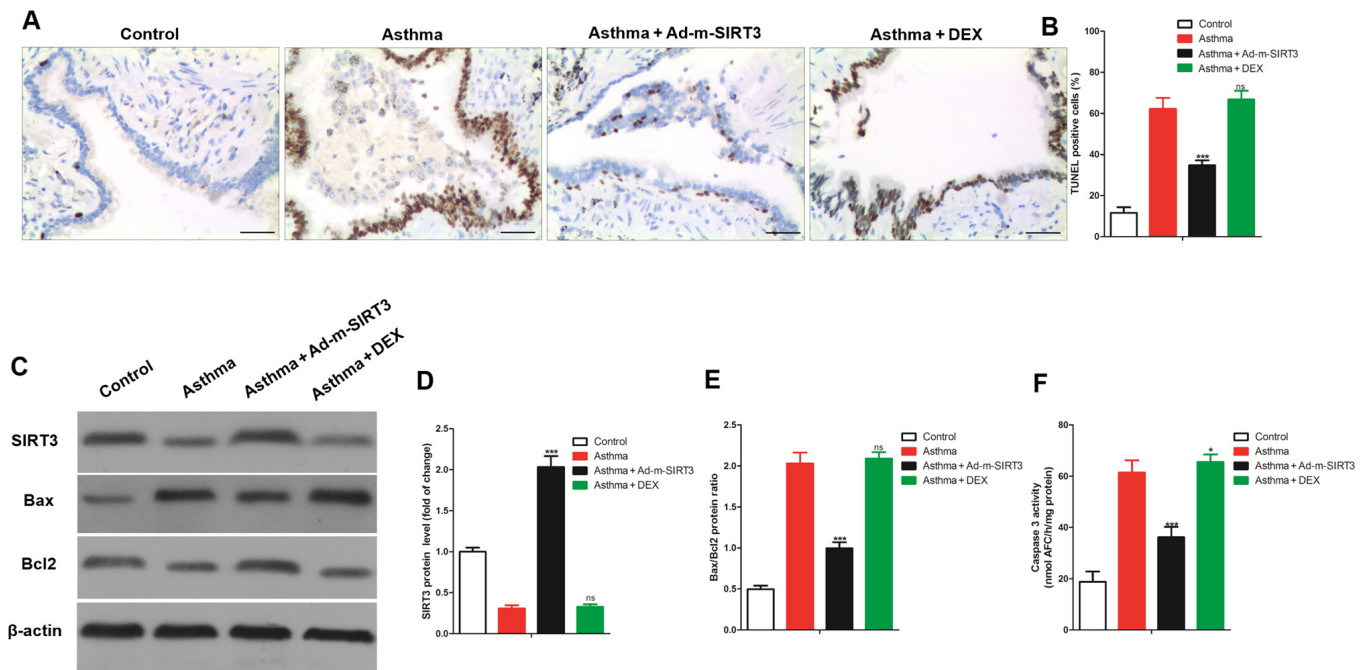 A
Control
Asthma
Asthma + Ad-m-SIRT3
Asthma + DEX
B
Control
Asthma
Asthma + Ad-m-SIRT3
Asthma + DEX
TUNEL positive cells (%)
100
80
60
40
20
0
***
ns
C
Control
Asthma
Asthma + Ad-m-SIRT3
Asthma + DEX
SIRT3
Bax
Bcl2
β-actin
D
SIRT3 protein level (fold of change)
2.5
2.0
1.5
1.0
0.5
0.0
***
ns
Control
Asthma
Asthma + Ad-m-SIRT3
Asthma + DEX
E
Bax/Bcl2 protein ratio
2.5
2.0
1.5
1.0
0.5
0.0
***
ns
Control
Asthma
Asthma + Ad-m-SIRT3
Asthma + DEX
F
Caspase 3 activity
(nmol AFC/h/mg protein)
80
60
40
20
0
***
*
Control
Asthma
Asthma + Ad-m-SIRT3
Asthma + DEX